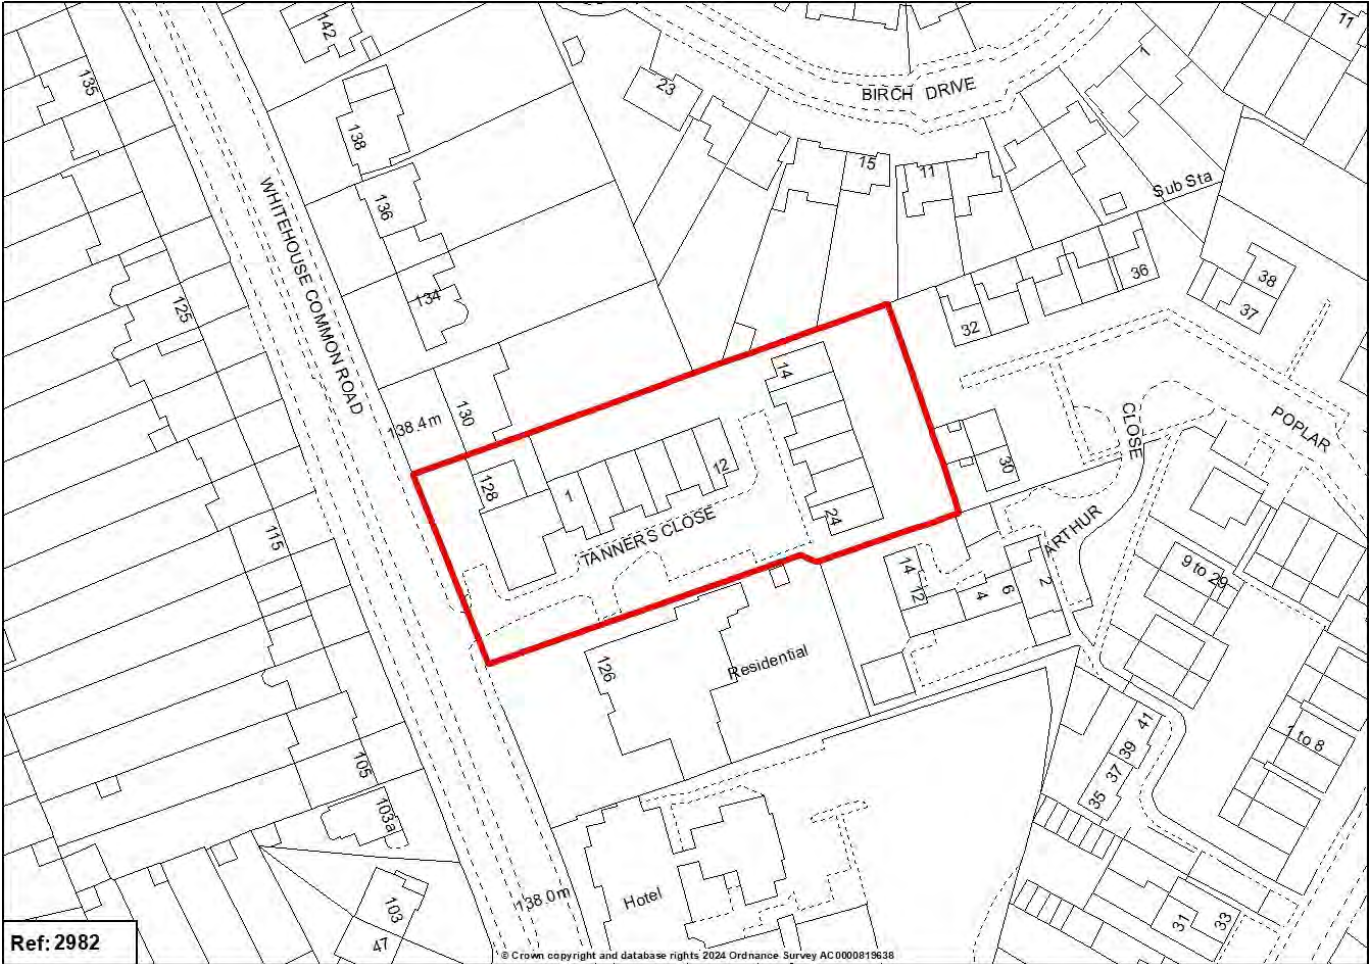 142
11
135
23
1
BIRCH DRIVE
138
15
11
Sub Sta
136
WHITEHOUSE COMMON ROAD
38
36
134
125
37
32
14
130
138.4m
CLOSE
POPLAR
12
30
128
1
24
TANNERS CLOSE
115
ARTHUR
14
12
4
6
2
9 to 29
126
Residential
41
39
37
35
1 to 8
105
103a
138.0m
Hotel
103
47
31
33
Ref: 2982
© Crown copyright and database rights 2024 Ordnance Survey AC0000819638